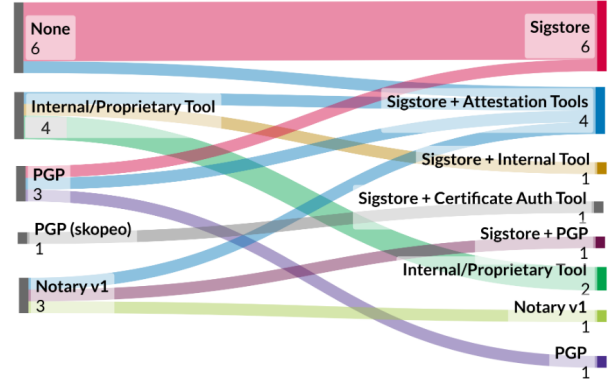 None
6
Internal/Proprietary Tool
4
PGP
3
PGP (skopeo)
1
Notary v1
3
Sigstore
6
Sigstore + Attestation Tools
4
Sigstore + Internal Tool
1
Sigstore + Certificate Auth Tool
1
Sigstore + PGP
1
Internal/Proprietary Tool
2
Notary v1
1
PGP
1